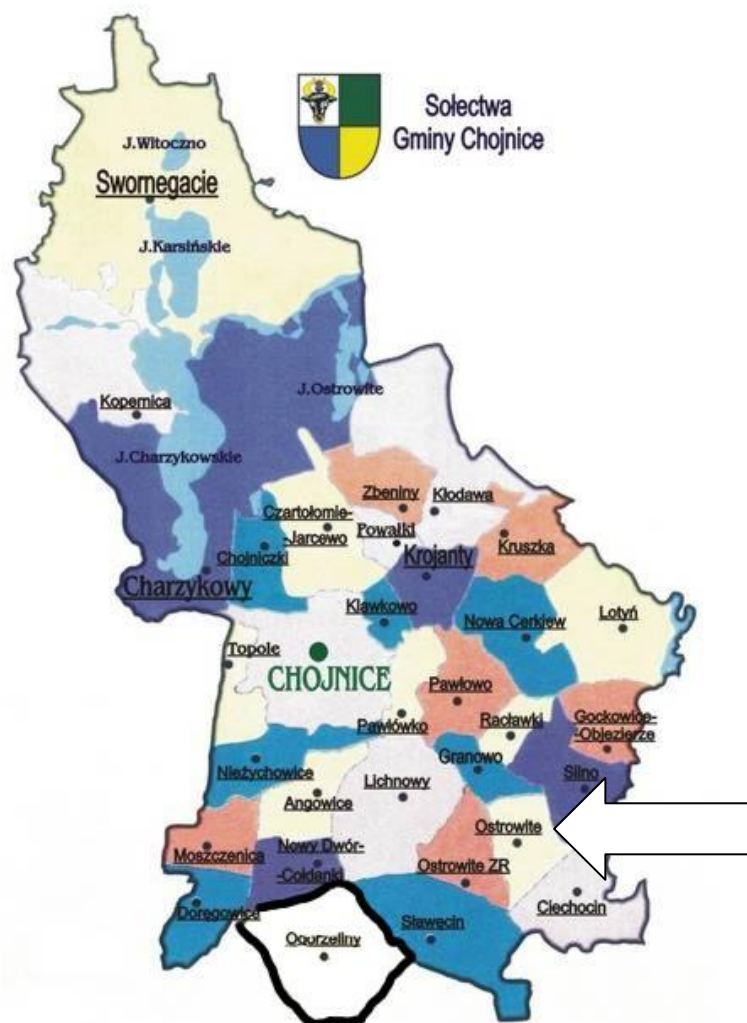 Sołectwa
Gminy Chojnice
J.Witoczno
Swornegacie
J.Karsińskie
J.Ostrowite
Kopernica
J.Charzykowskie
Zbeniny
Kłodawa
Czartołomie-
-Jarcewo
Powałki
Kruszka
Chojniczki
Krojanty
Charzykowy
Klawkowo
Nowa Cerkiew
Lotyń
Topole
CHOJNICE
Pawłowo
Pawłówko
Racławki
Gockowice-
-Objezierze
Granowo
Nieżychowice
Lichnowy
Silno
Angowice
Ostrowite
Moszczenica
Nowy Dwór-
-Cołdanki
Ostrowite ZR
Ciechocin
Doręgowice
Sławęcin
Ogorzeliny